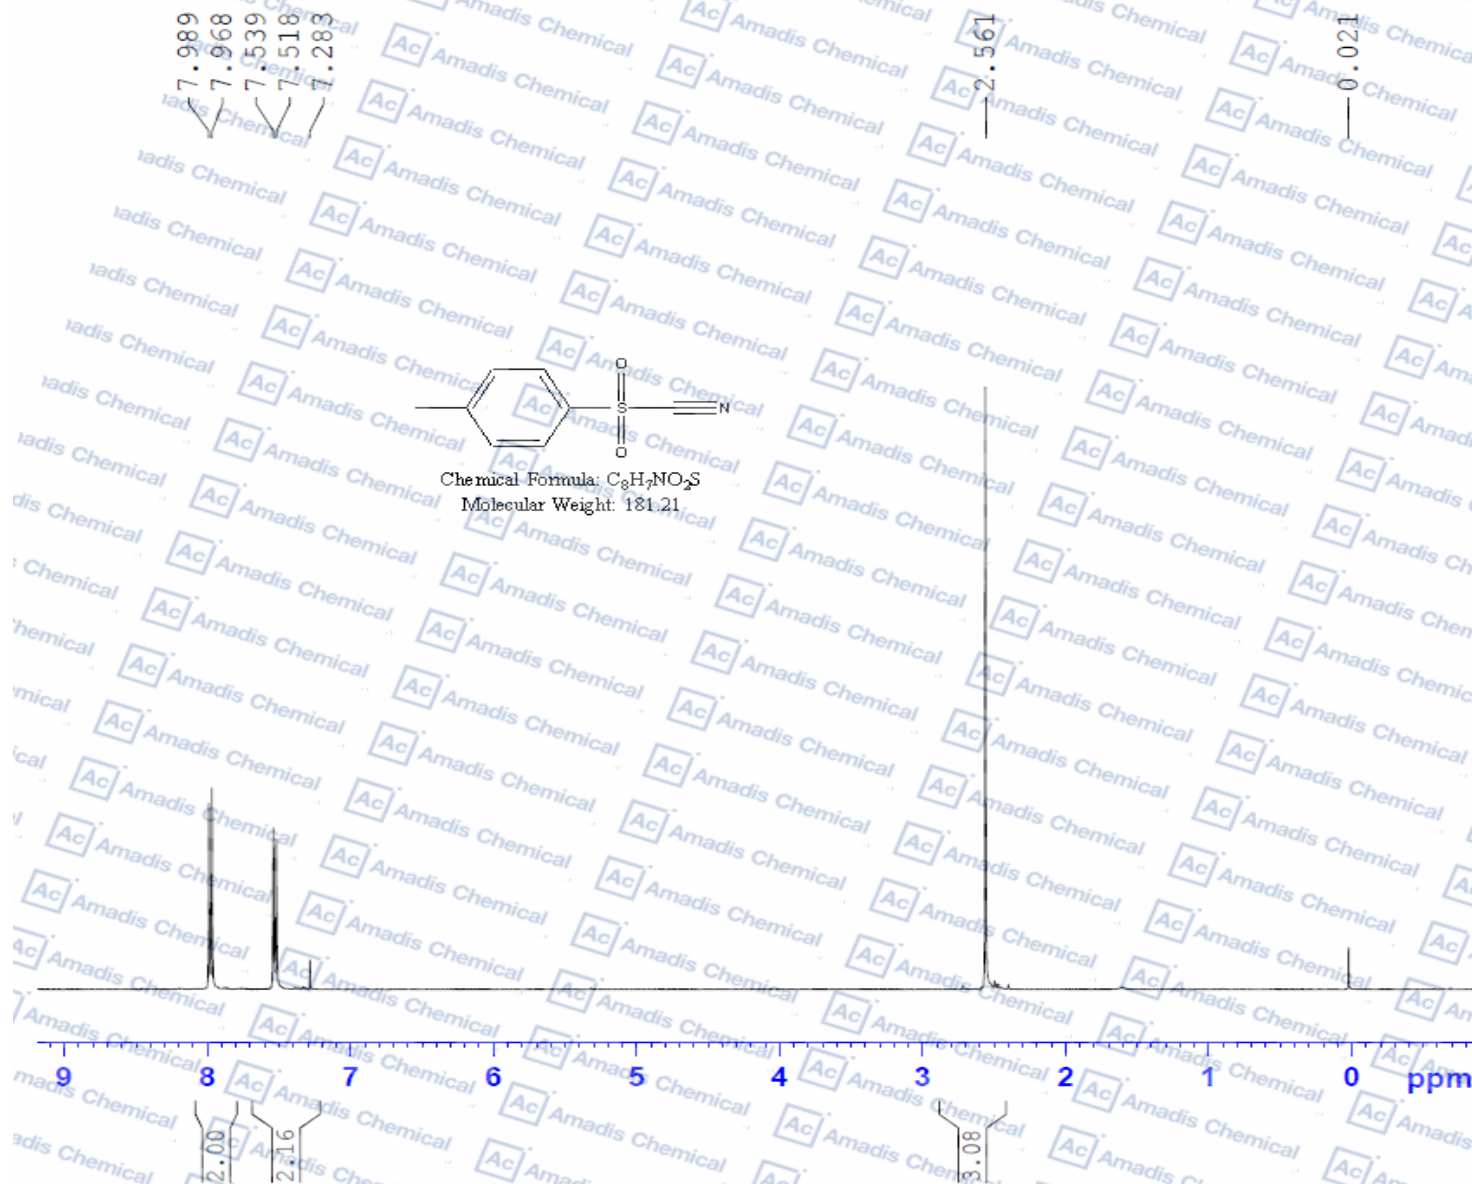 7.989
7.968
7.539
7.518
7.283
2.561
0.021
O
S
N
O
Chemical Formula: C₈H₇NO₂S
Molecular Weight: 181.21
Ac Amadis Chemical
9 8 7 6 5 4 3 2 1 0 ppm
2.00
2.16
3.08